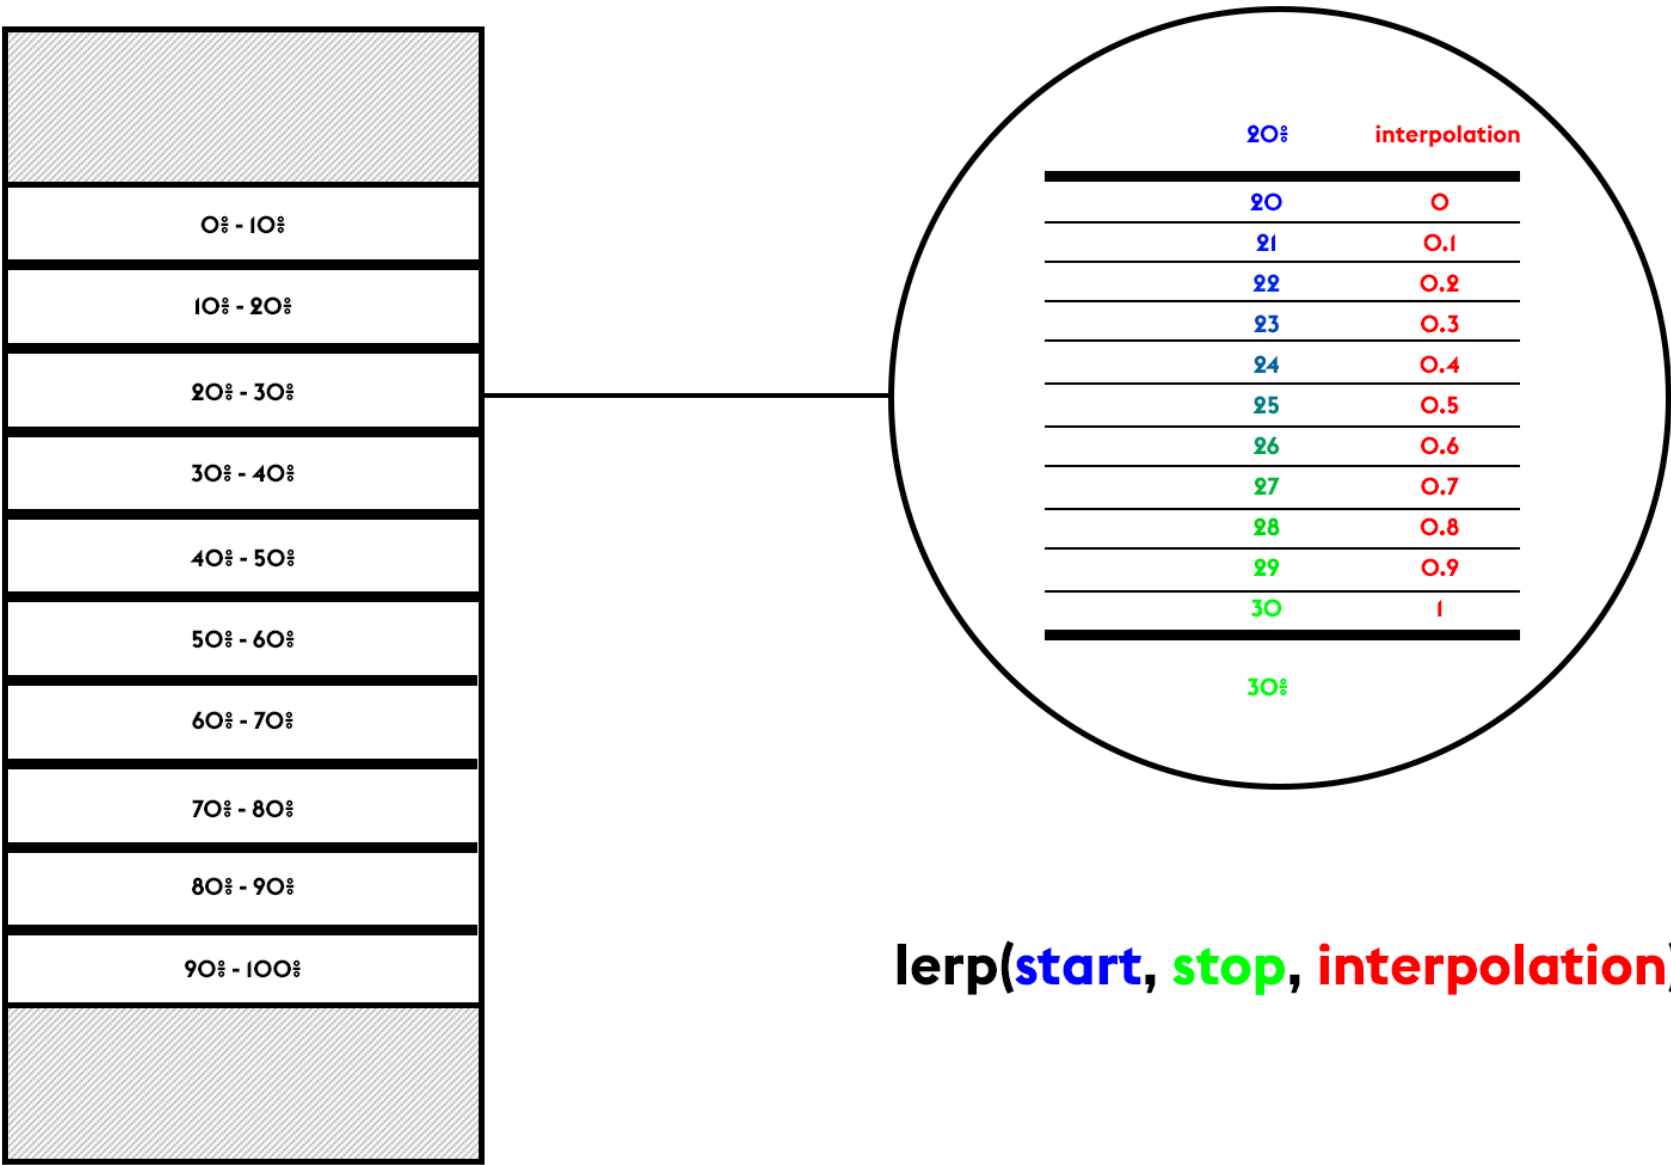 0% - 10%
10% - 20%
20% - 30%
30% - 40%
40% - 50%
50% - 60%
60% - 70%
70% - 80%
80% - 90%
90% - 100%
20% interpolation
20 0
21 0.1
22 0.2
23 0.3
24 0.4
25 0.5
26 0.6
27 0.7
28 0.8
29 0.9
30 1
30%
lerp(start, stop, interpolation)